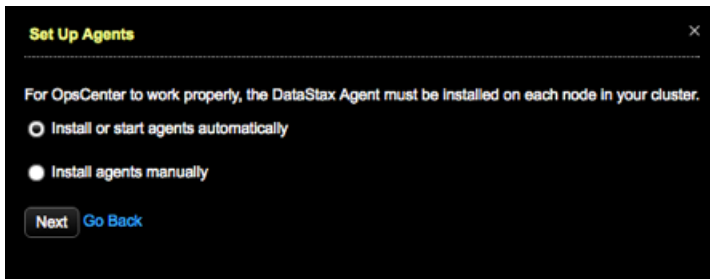 Set Up Agents
For OpsCenter to work properly, the DataStax Agent must be installed on each node in your cluster.
Install or start agents automatically
Install agents manually
Next Go Back